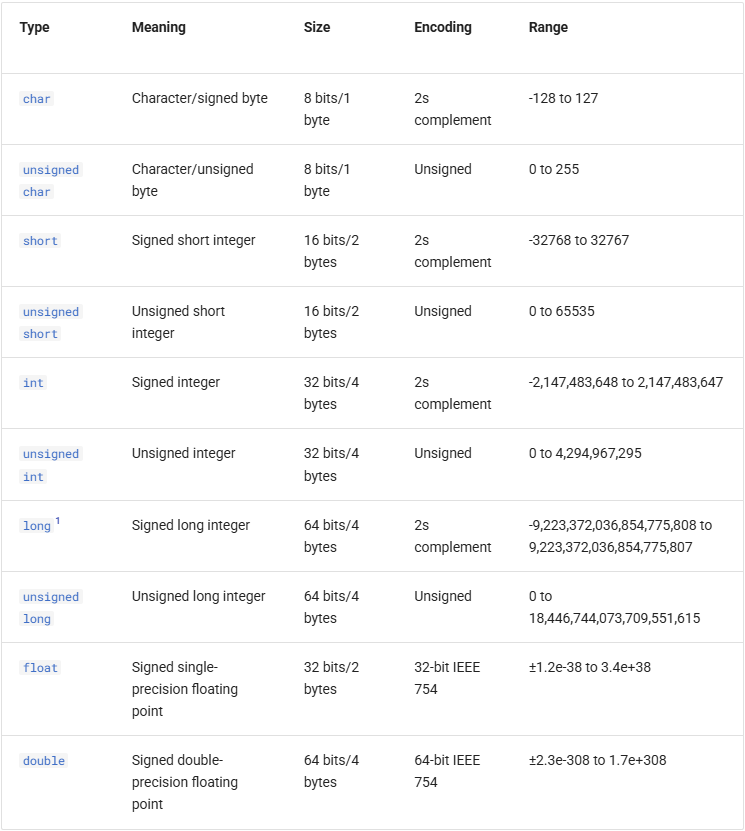 Type Meaning Size Encoding Range
char Character/signed byte 8 bits/1 2s -128 to 127
byte complement
unsigned Character/unsigned 8 bits/1 Unsigned 0 to 255
char byte byte
short Signed short integer 16 bits/2 2s -32768 to 32767
bytes complement
unsigned Unsigned short 16 bits/2 Unsigned 0 to 65535
short integer bytes
int Signed integer 32 bits/4 2s -2,147,483,648 to 2,147,483,647
bytes complement
unsigned Unsigned integer 32 bits/4 Unsigned 0 to 4,294,967,295
int bytes
long 1 Signed long integer 64 bits/4 2s -9,223,372,036,854,775,808 to
bytes complement 9,223,372,036,854,775,807
unsigned Unsigned long integer 64 bits/4 Unsigned 0 to
long bytes 18,446,744,073,709,551,615
float Signed single- 32 bits/2 32-bit IEEE ±1.2e-38 to 3.4e+38
precision floating bytes 754
point
double Signed double- 64 bits/4 64-bit IEEE ±2.3e-308 to 1.7e+308
precision floating bytes 754
point